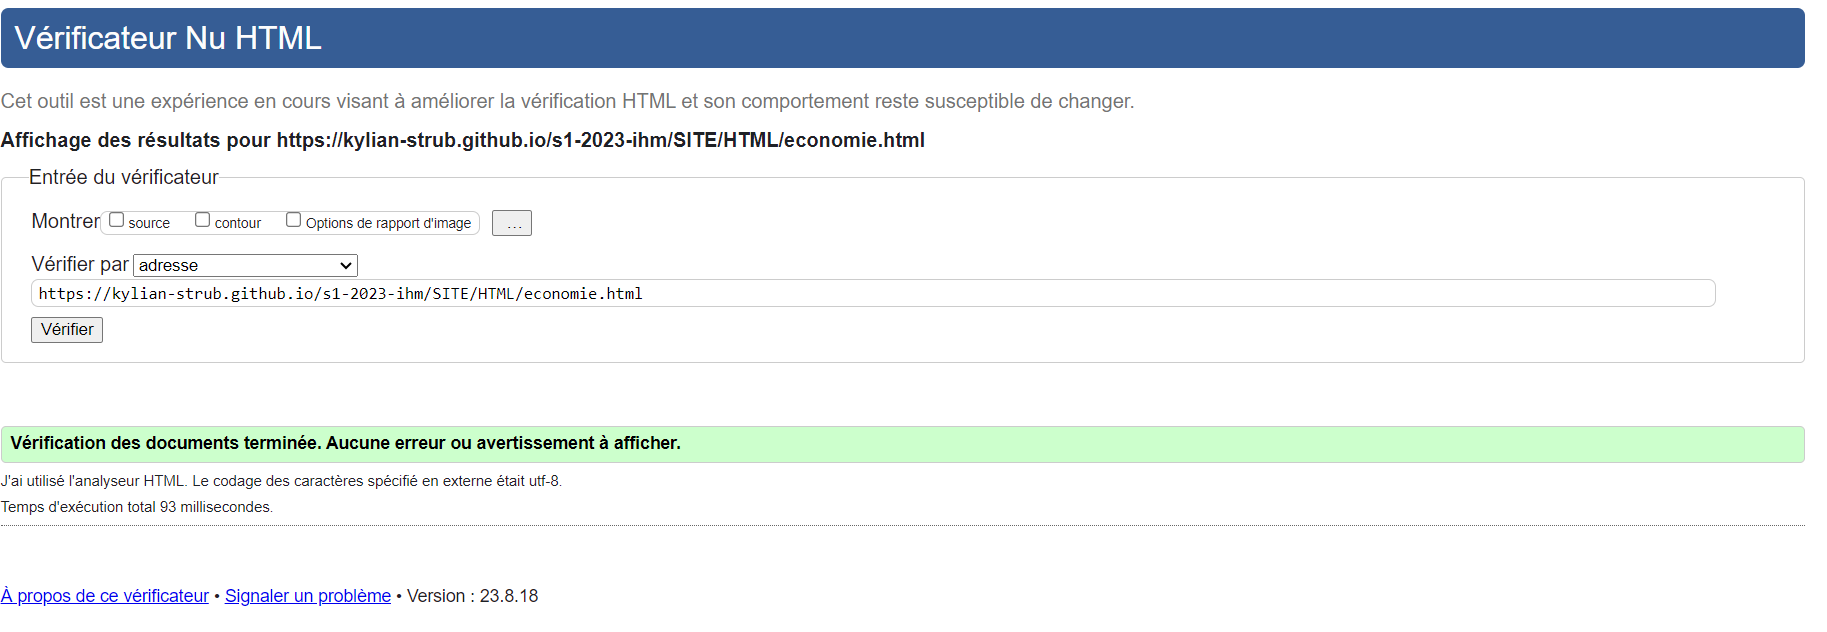 Vérificateur Nu HTML
Cet outil est une expérience en cours visant à améliorer la vérification HTML et son comportement reste susceptible de changer.
Affichage des résultats pour https://kylian-strub.github.io/s1-2023-ihm/SITE/HTML/economie.html
Entrée du vérificateur
Montrer source contour Options de rapport d'image ...
Vérifier par adresse
https://kylian-strub.github.io/s1-2023-ihm/SITE/HTML/economie.html
Vérifier
Vérification des documents terminée. Aucune erreur ou avertissement à afficher.
J'ai utilisé l'analyseur HTML. Le codage des caractères spécifié en externe était utf-8.
Temps d'exécution total 93 millisecondes.
À propos de ce vérificateur • Signaler un problème • Version : 23.8.18